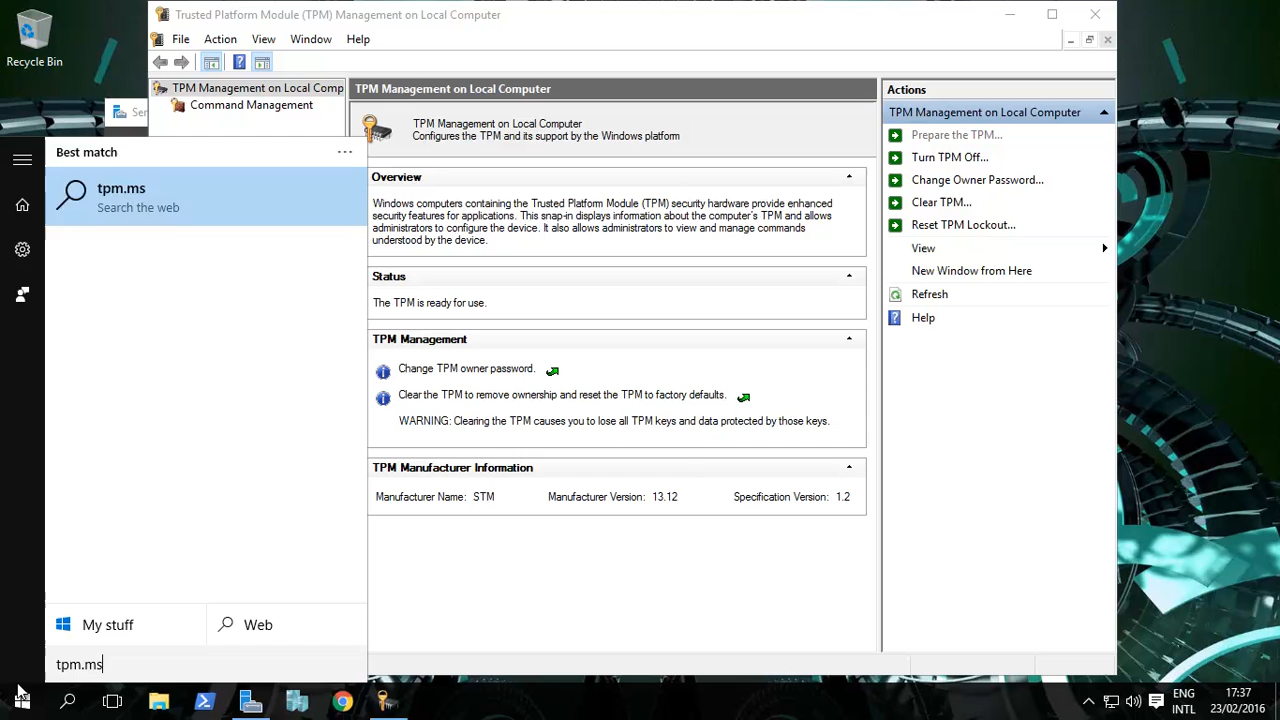 Recycle Bin
Trusted Platform Module (TPM) Management on Local Computer
File Action View Window Help
TPM Management on Local Comp
Command Management
Ser
TPM Management on Local Computer
TPM Management on Local Computer
Configures the TPM and its support by the Windows platform
Overview
Windows computers containing the Trusted Platform Module (TPM) security hardware provide enhanced
security features for applications. This snap-in displays information about the computer's TPM and allows
administrators to configure the device. It also allows administrators to view and manage commands
understood by the device.
Status
The TPM is ready for use.
TPM Management
Change TPM owner password.
Clear the TPM to remove ownership and reset the TPM to factory defaults.
WARNING: Clearing the TPM causes you to lose all TPM keys and data protected by those keys.
TPM Manufacturer Information
Manufacturer Name: STM Manufacturer Version: 13.12 Specification Version: 1.2
Actions
TPM Management on Local Computer
Prepare the TPM...
Turn TPM Off...
Change Owner Password...
Clear TPM...
Reset TPM Lockout...
View
New Window from Here
Refresh
Help
Best match
...
tpm.ms
Search the web
My stuff
Web
tpm.ms
ENG
INTL
17:37
23/02/2016